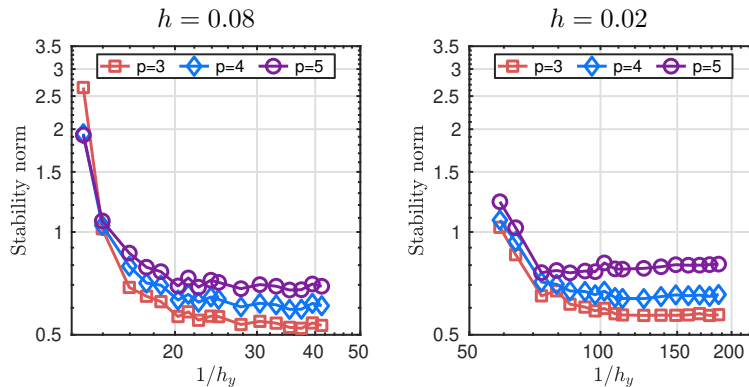 h = 0.08
3.5
3
2.5
2
1.5
1
0.5
Stability norm
p=3 p=4 p=5
20 30 40 50
1/h_y
h = 0.02
3.5
3
2.5
2
1.5
1
0.5
Stability norm
p=3 p=4 p=5
50 100 150 200
1/h_y